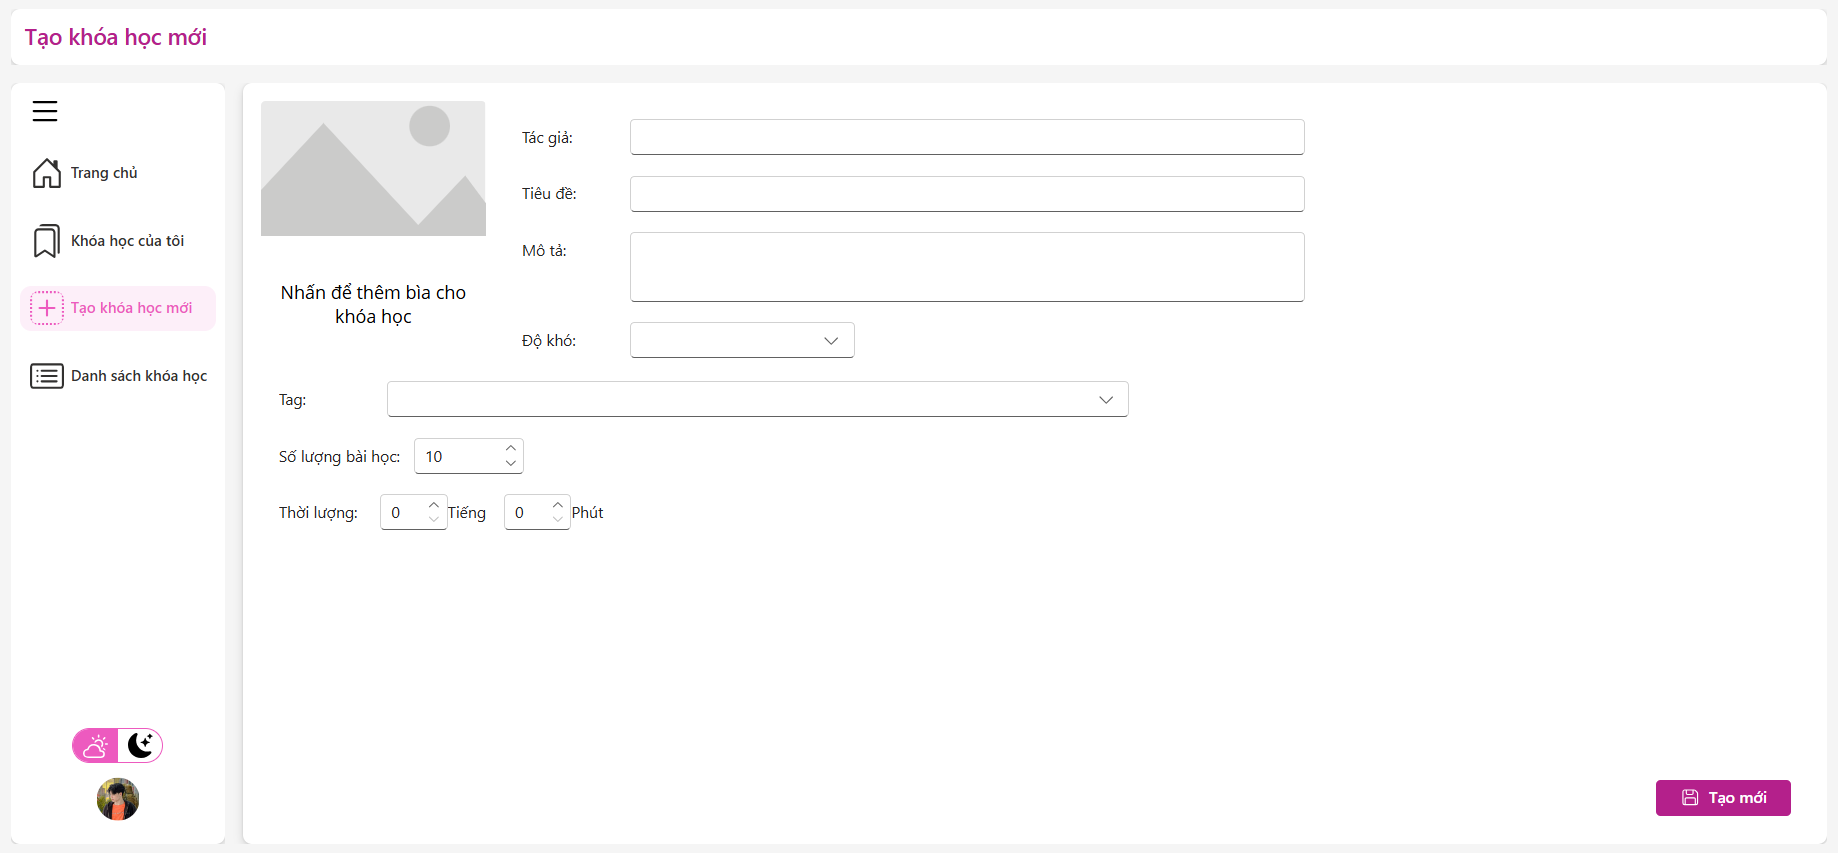 Tạo khóa học mới
Trang chủ
Khóa học của tôi
Tạo khóa học mới
Danh sách khóa học
Nhấn để thêm bìa cho
khóa học
Tác giả:
Tiêu đề:
Mô tả:
Độ khó:
Tag:
Số lượng bài học: 10
Thời lượng: 0 Tiếng 0 Phút
Tạo mới